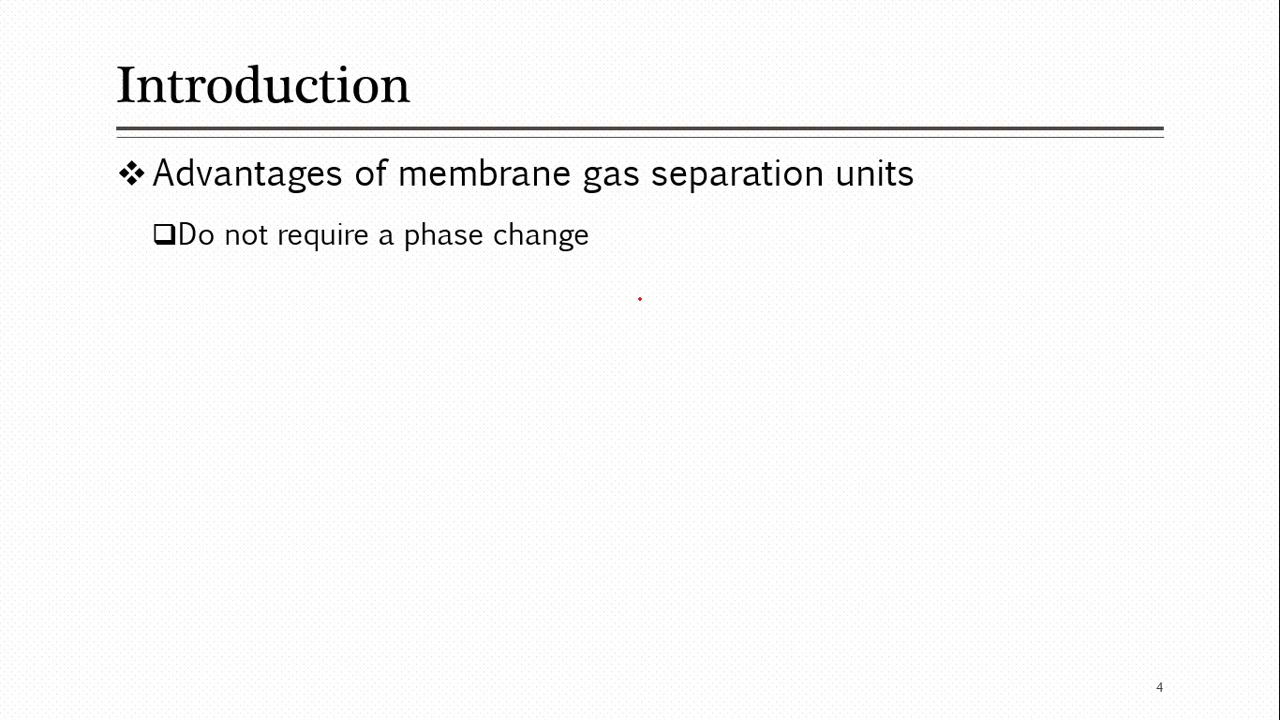 Introduction
❖ Advantages of membrane gas separation units
❑Do not require a phase change
4